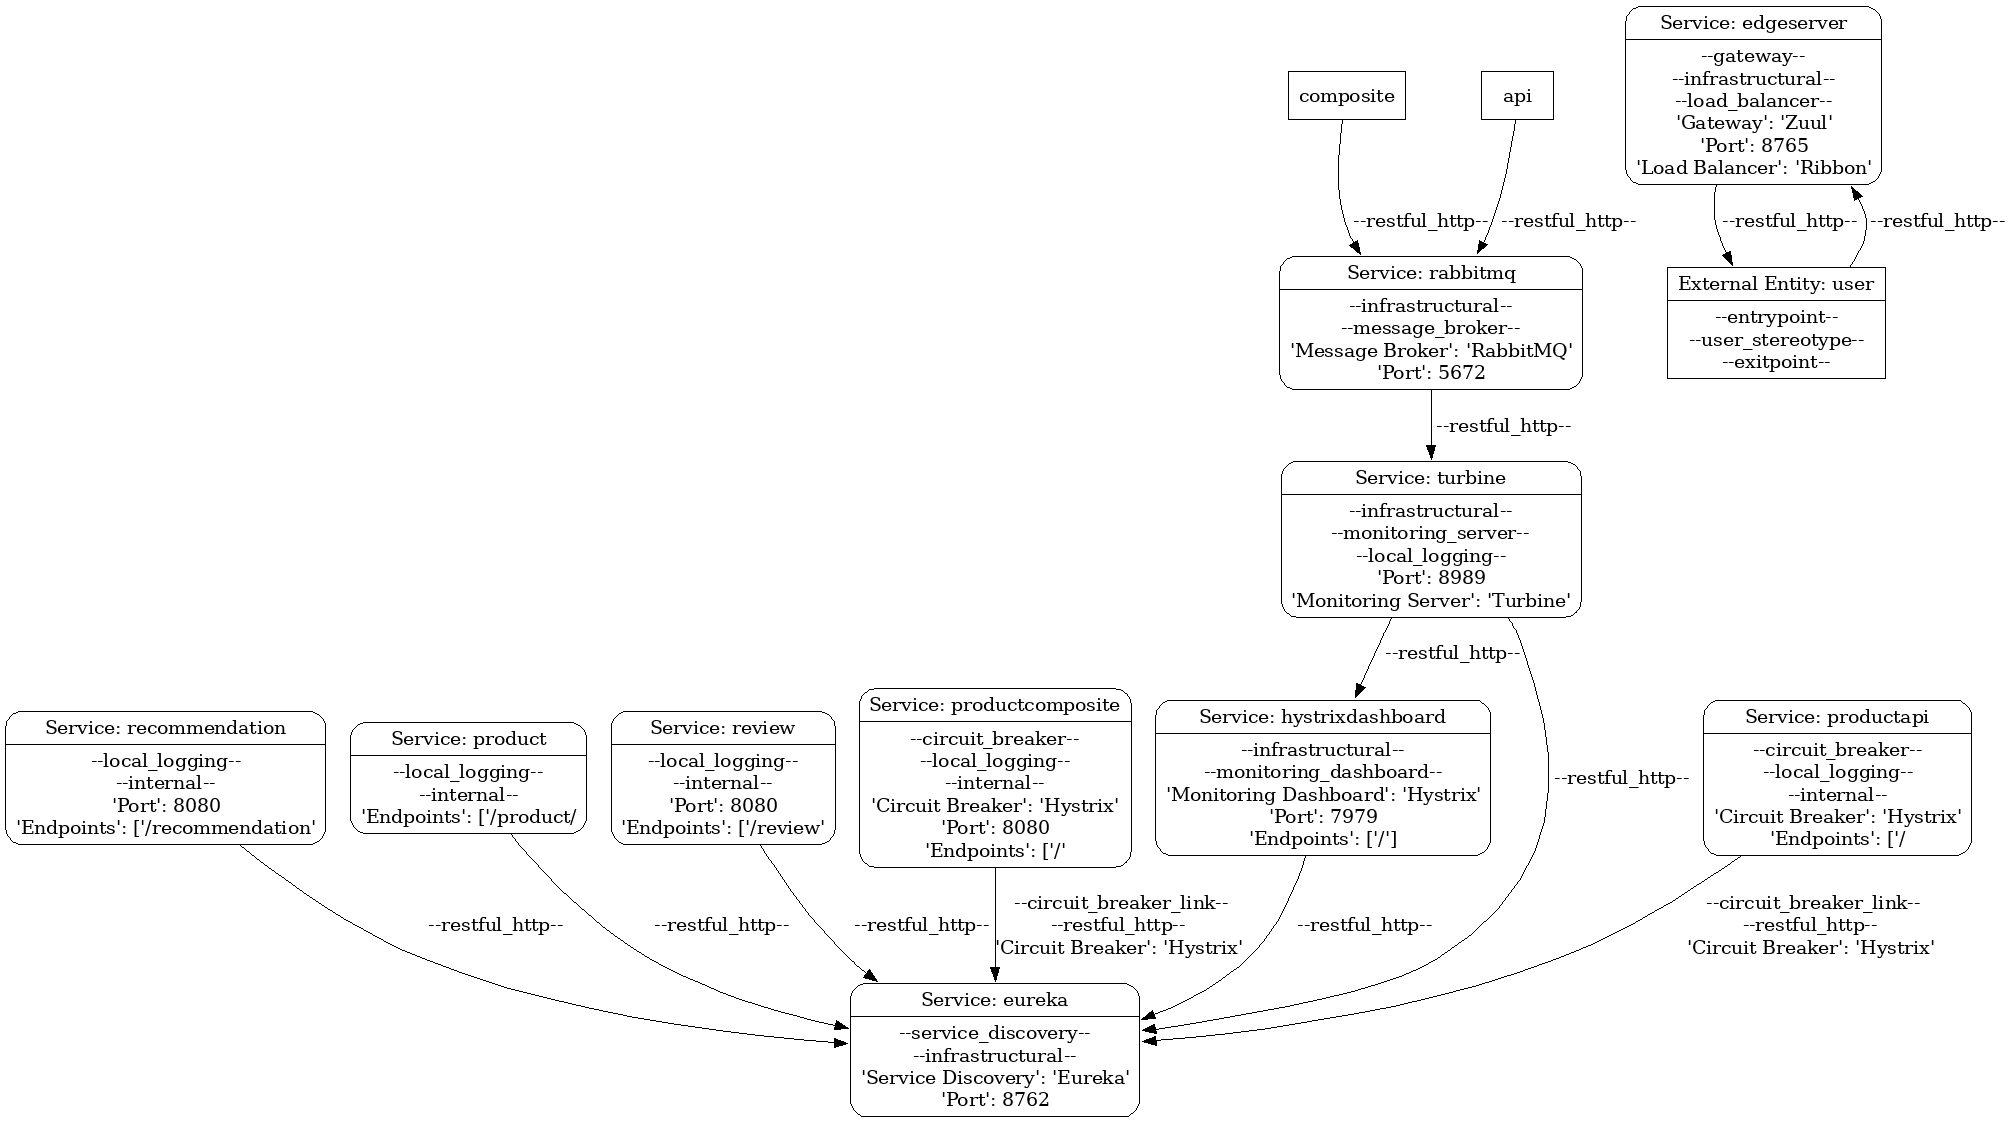 Service: edgeserver
--gateway--
--infrastructural--
--load_balancer--
'Gateway': 'Zuul'
'Port': 8765
'Load Balancer': 'Ribbon'
composite
api
--restful_http--
--restful_http--
--restful_http--
--restful_http--
Service: rabbitmq
--infrastructural--
--message_broker--
'Message Broker': 'RabbitMQ'
'Port': 5672
External Entity: user
--entrypoint--
--user_stereotype--
--exitpoint--
--restful_http--
Service: turbine
--infrastructural--
--monitoring_server--
--local_logging--
'Port': 8989
'Monitoring Server': 'Turbine'
--restful_http--
--restful_http--
Service: recommendation
--local_logging--
--internal--
'Port': 8080
'Endpoints': ['/recommendation'
Service: product
--local_logging--
--internal--
'Endpoints': ['/product/
Service: review
--local_logging--
--internal--
'Port': 8080
'Endpoints': ['/review'
Service: productcomposite
--circuit_breaker--
--local_logging--
--internal--
'Circuit Breaker': 'Hystrix'
'Port': 8080
'Endpoints': ['/'
Service: hystrixdashboard
--infrastructural--
--monitoring_dashboard--
'Monitoring Dashboard': 'Hystrix'
'Port': 7979
'Endpoints': ['/']
Service: productapi
--circuit_breaker--
--local_logging--
--internal--
'Circuit Breaker': 'Hystrix'
'Endpoints': ['/
--restful_http--
--restful_http--
--restful_http--
--circuit_breaker_link--
--restful_http--
'Circuit Breaker': 'Hystrix'
--restful_http--
--circuit_breaker_link--
--restful_http--
'Circuit Breaker': 'Hystrix'
Service: eureka
--service_discovery--
--infrastructural--
'Service Discovery': 'Eureka'
'Port': 8762